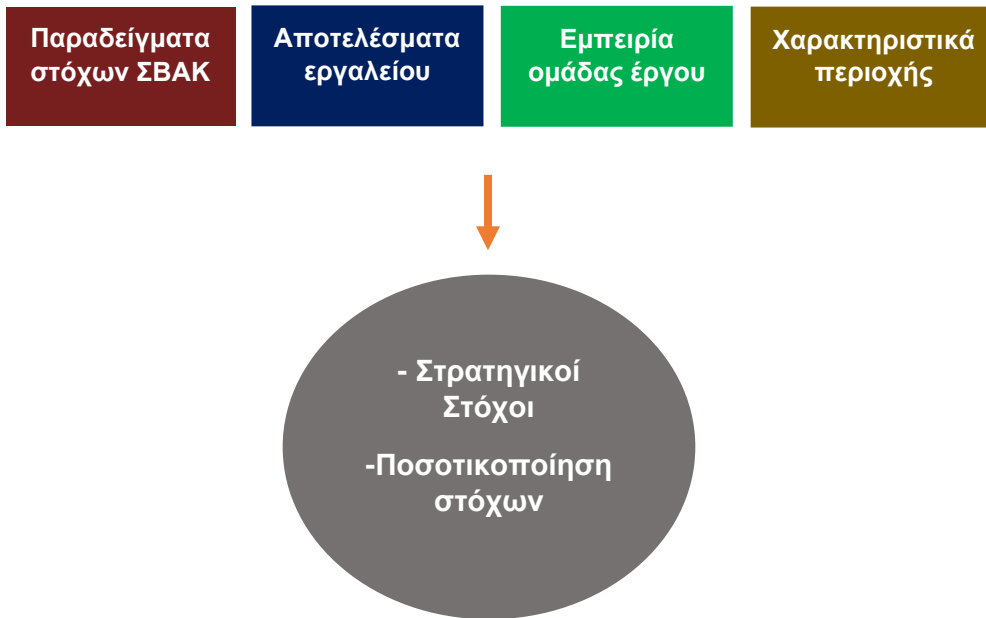 Παραδείγματα
στόχων ΣΒΑΚ
Αποτελέσματα
εργαλείου
Εμπειρία
ομάδας έργου
Χαρακτηριστικά
περιοχής
- Στρατηγικοί
Στόχοι
-Ποσοτικοποίηση
στόχων